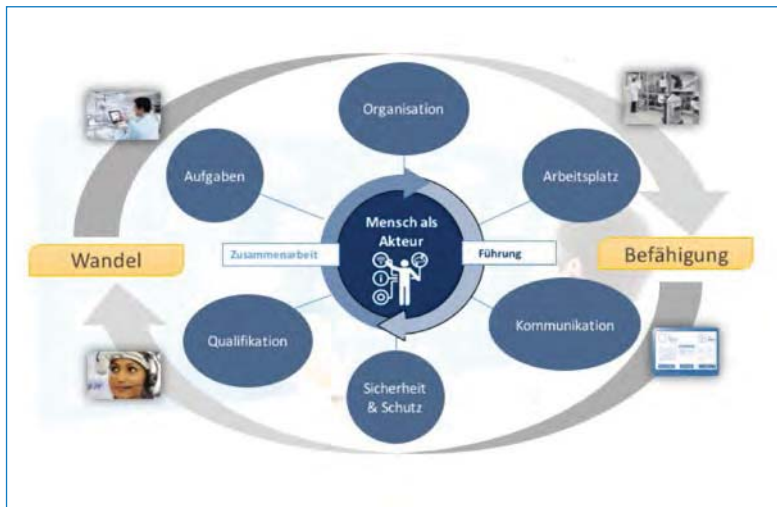 Organisation
Aufgaben
Arbeitsplatz
Mensch als
Akteur
Zusammenarbeit
Führung
Wandel
Befähigung
Qualifikation
Kommunikation
Sicherheit
& Schutz